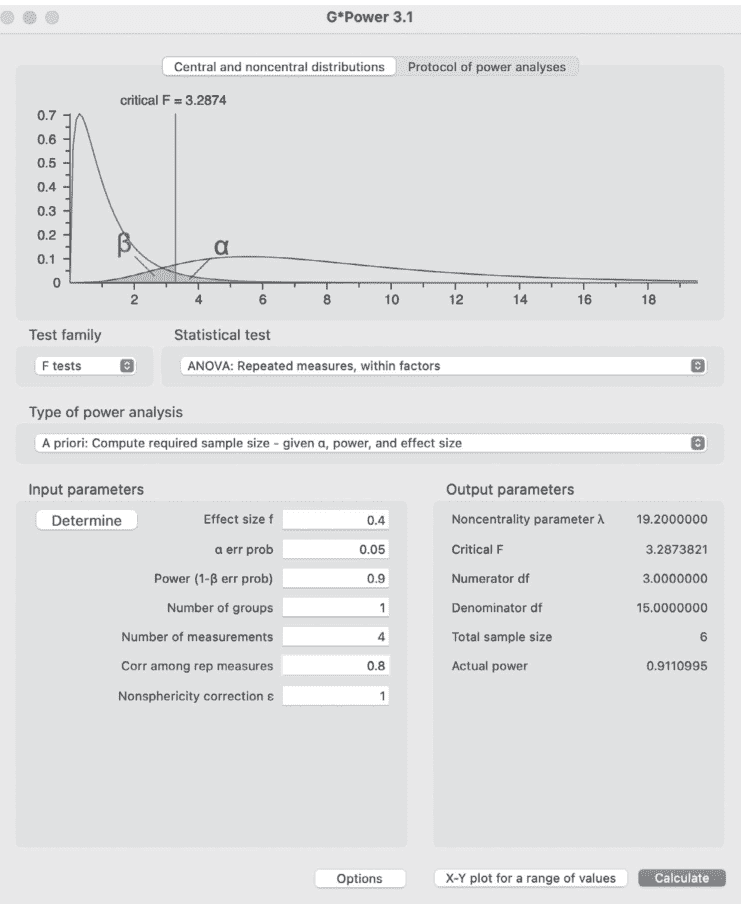 G*Power 3.1
Central and noncentral distributions Protocol of power analyses
critical F = 3.2874
0.7
0.6
0.5
0.4
0.3
0.2
0.1
0
β α
2 4 6 8 10 12 14 16 18
Test family Statistical test
F tests ANOVA: Repeated measures, within factors
Type of power analysis
A priori: Compute required sample size - given α, power, and effect size
Input parameters
Determine Effect size f 0.4
α err prob 0.05
Power (1-β err prob) 0.9
Number of groups 1
Number of measurements 4
Corr among rep measures 0.8
Nonsphericity correction ε 1
Output parameters
Noncentrality parameter λ 19.2000000
Critical F 3.2873821
Numerator df 3.0000000
Denominator df 15.0000000
Total sample size 6
Actual power 0.9110995
Options X-Y plot for a range of values Calculate